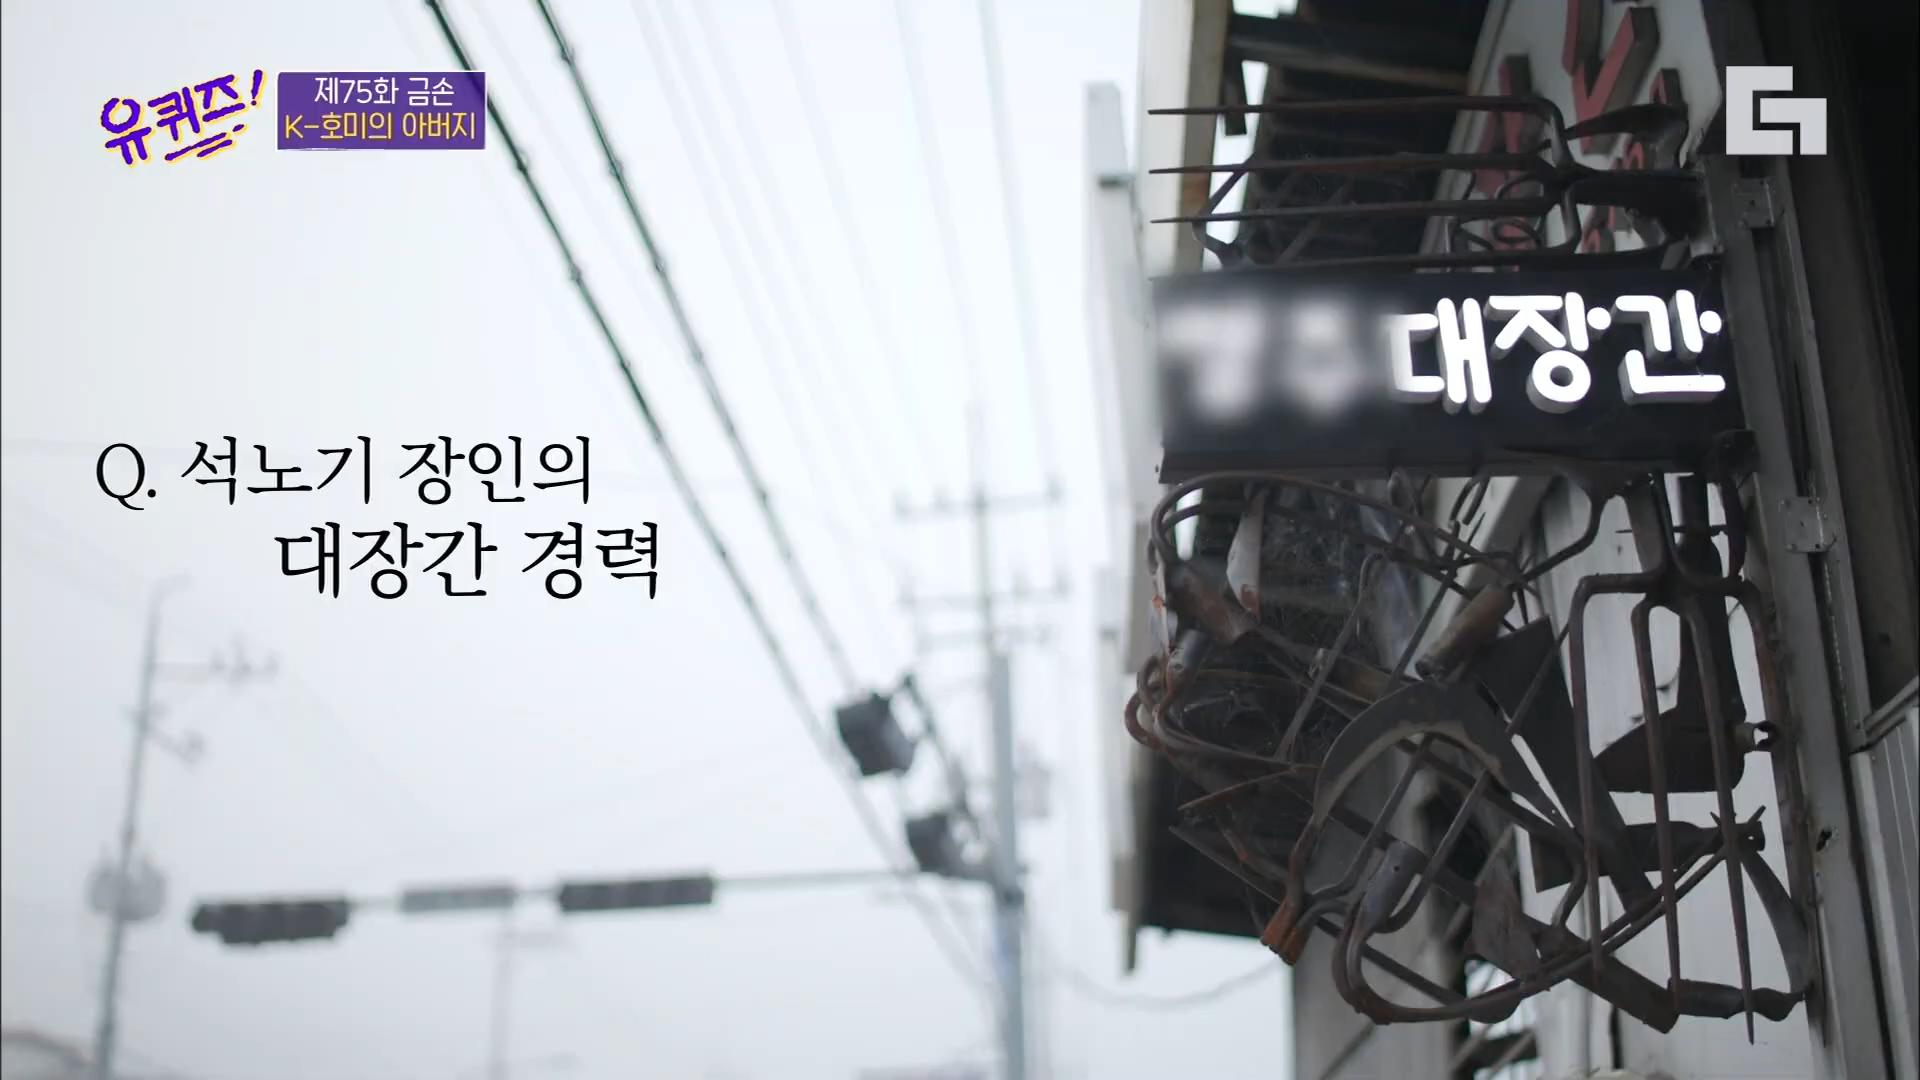 유퀴즈!
제75화 금손
K-호미의 아버지
대장간
Q. 석노기 장인의
대장간 경력